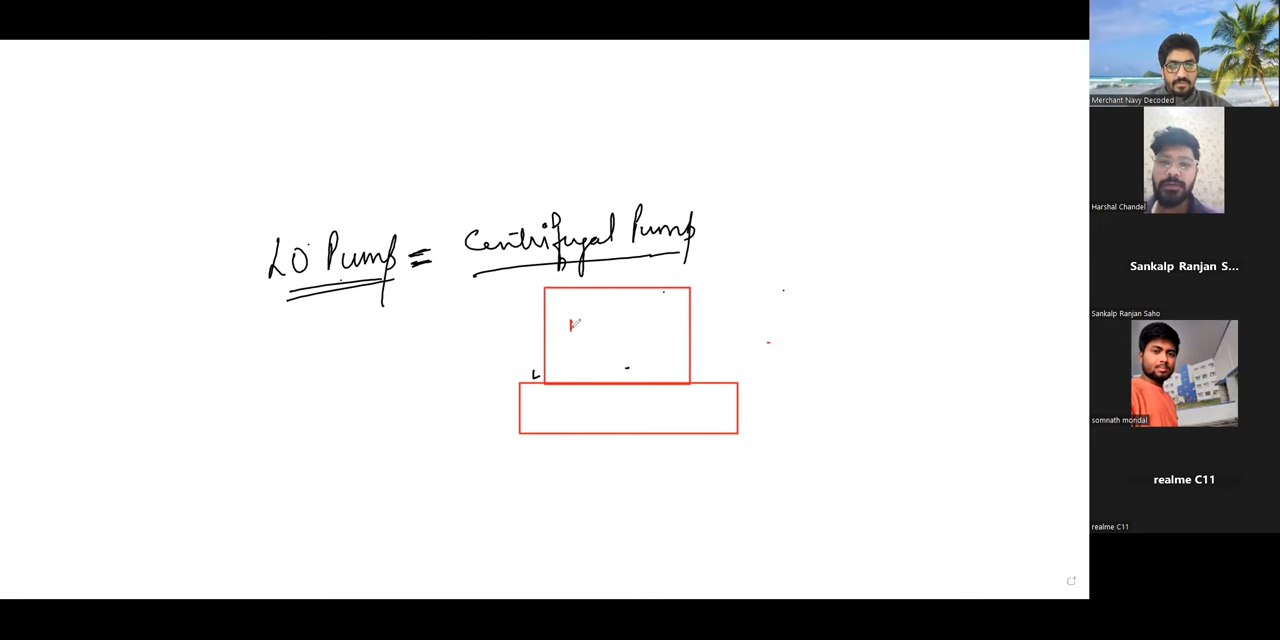 LO Pump = Centrifugal Pump
Merchant Navy Decoded
Harshal Chandel
Sankalp Ranjan S...
Sankalp Ranjan Saho
somnath mondal
realme C11
realme C11